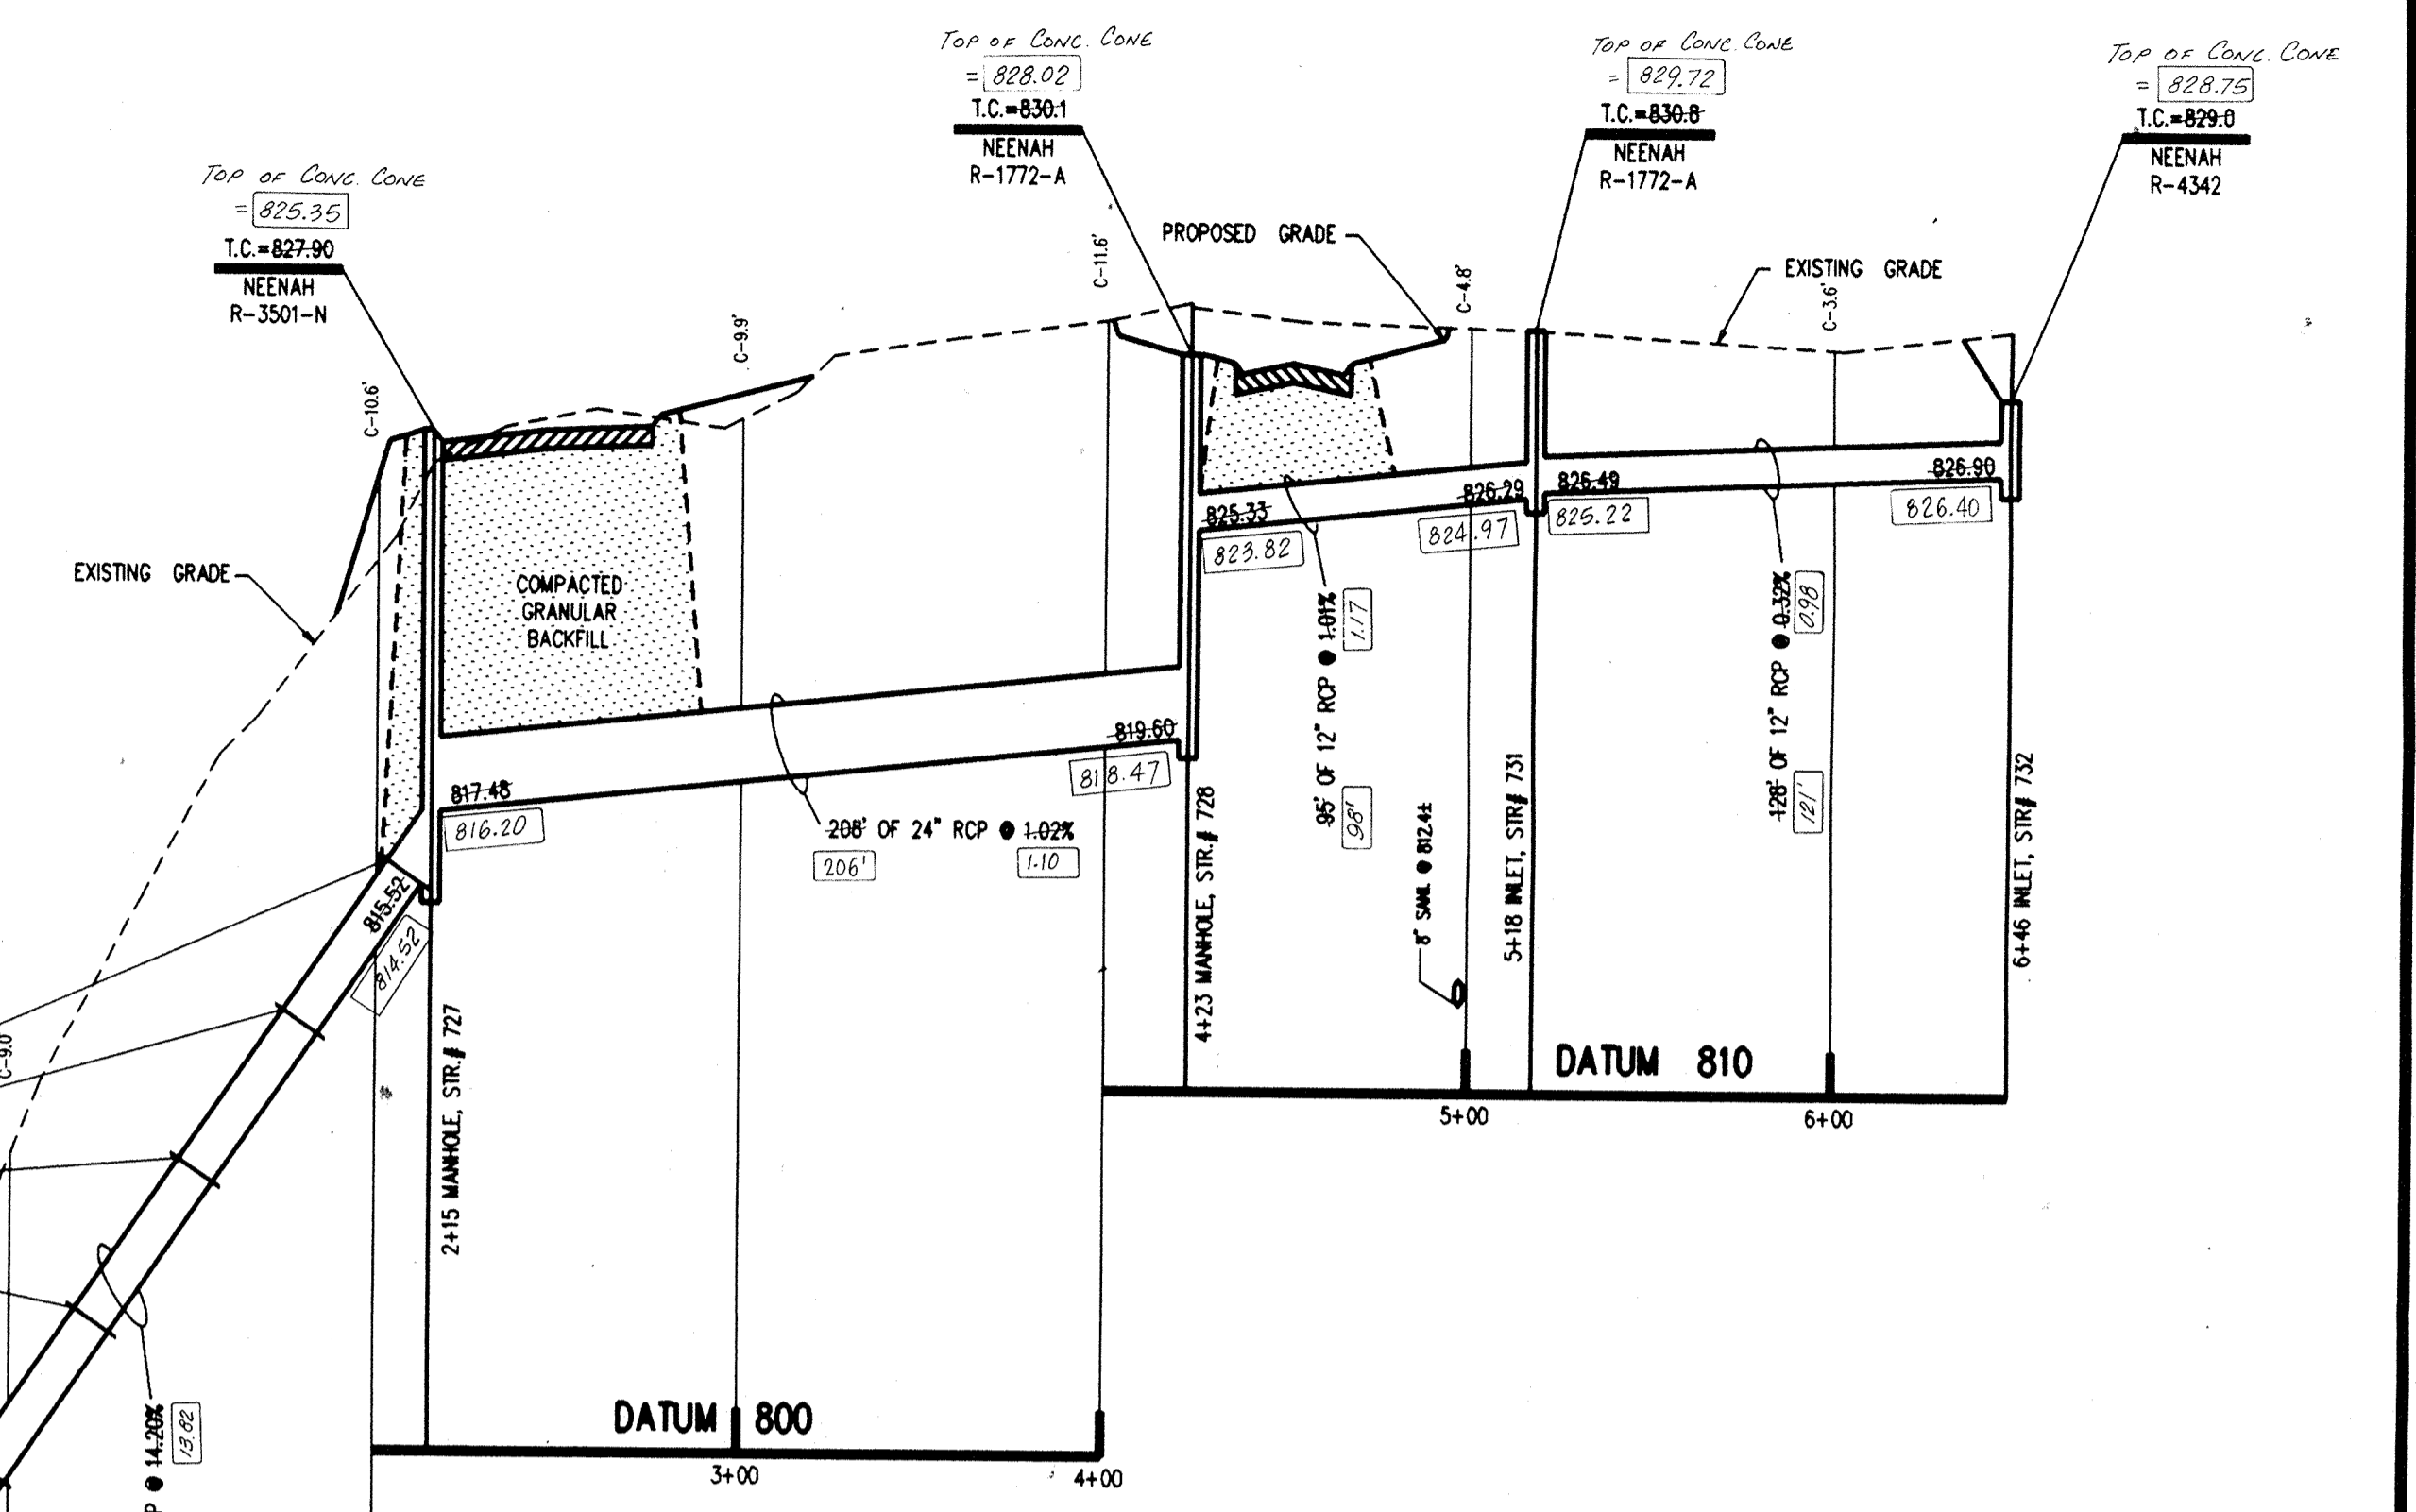 TOP OF CONC. CONE
= 825.35
T.C.=827.90
NEENAH
R-3501-N
TOP OF CONC. CONE
= 828.02
T.C.=830.1
NEENAH
R-1772-A
TOP OF CONC. CONE
= 829.72
T.C.=830.8
NEENAH
R-1772-A
TOP OF CONC. CONE
= 828.75
T.C.=829.0
NEENAH
R-4342
PROPOSED GRADE
EXISTING GRADE
C-10.6'
C-9.9'
C-11.6'
C-4.8'
C-3.6'
EXISTING GRADE
COMPACTED
GRANULAR
BACKFILL
825.33
823.82
826.29
824.97
826.49
825.22
826.90
826.40
819.60
818.47
817.48
816.20
208' OF 24" RCP @ 1.02%
206'
1.10
95' OF 12" RCP @ 1.01%
98'
1.17
128' OF 12" RCP @ 0.32%
121'
0.98
8" SANI. @ 812.4±
815.52
814.52
2+15 MANHOLE, STR.# 727
4+23 MANHOLE, STR.# 728
5+18 INLET, STR# 731
6+46 INLET, STR# 732
C-9.0'
P @ 14.20%
13.82
DATUM 810
5+00
6+00
DATUM 800
3+00
4+00